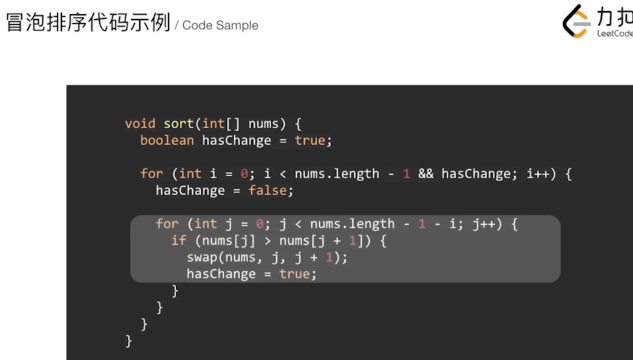 冒泡排序代码示例 / Code Sample
力扣
LeetCode
void sort(int[] nums) {
boolean hasChange = true;
for (int i = 0; i < nums.length - 1 && hasChange; i++) {
hasChange = false;
for (int j = 0; j < nums.length - 1 - i; j++) {
if (nums[j] > nums[j + 1]) {
swap(nums, j, j + 1);
hasChange = true;
}
}
}
}